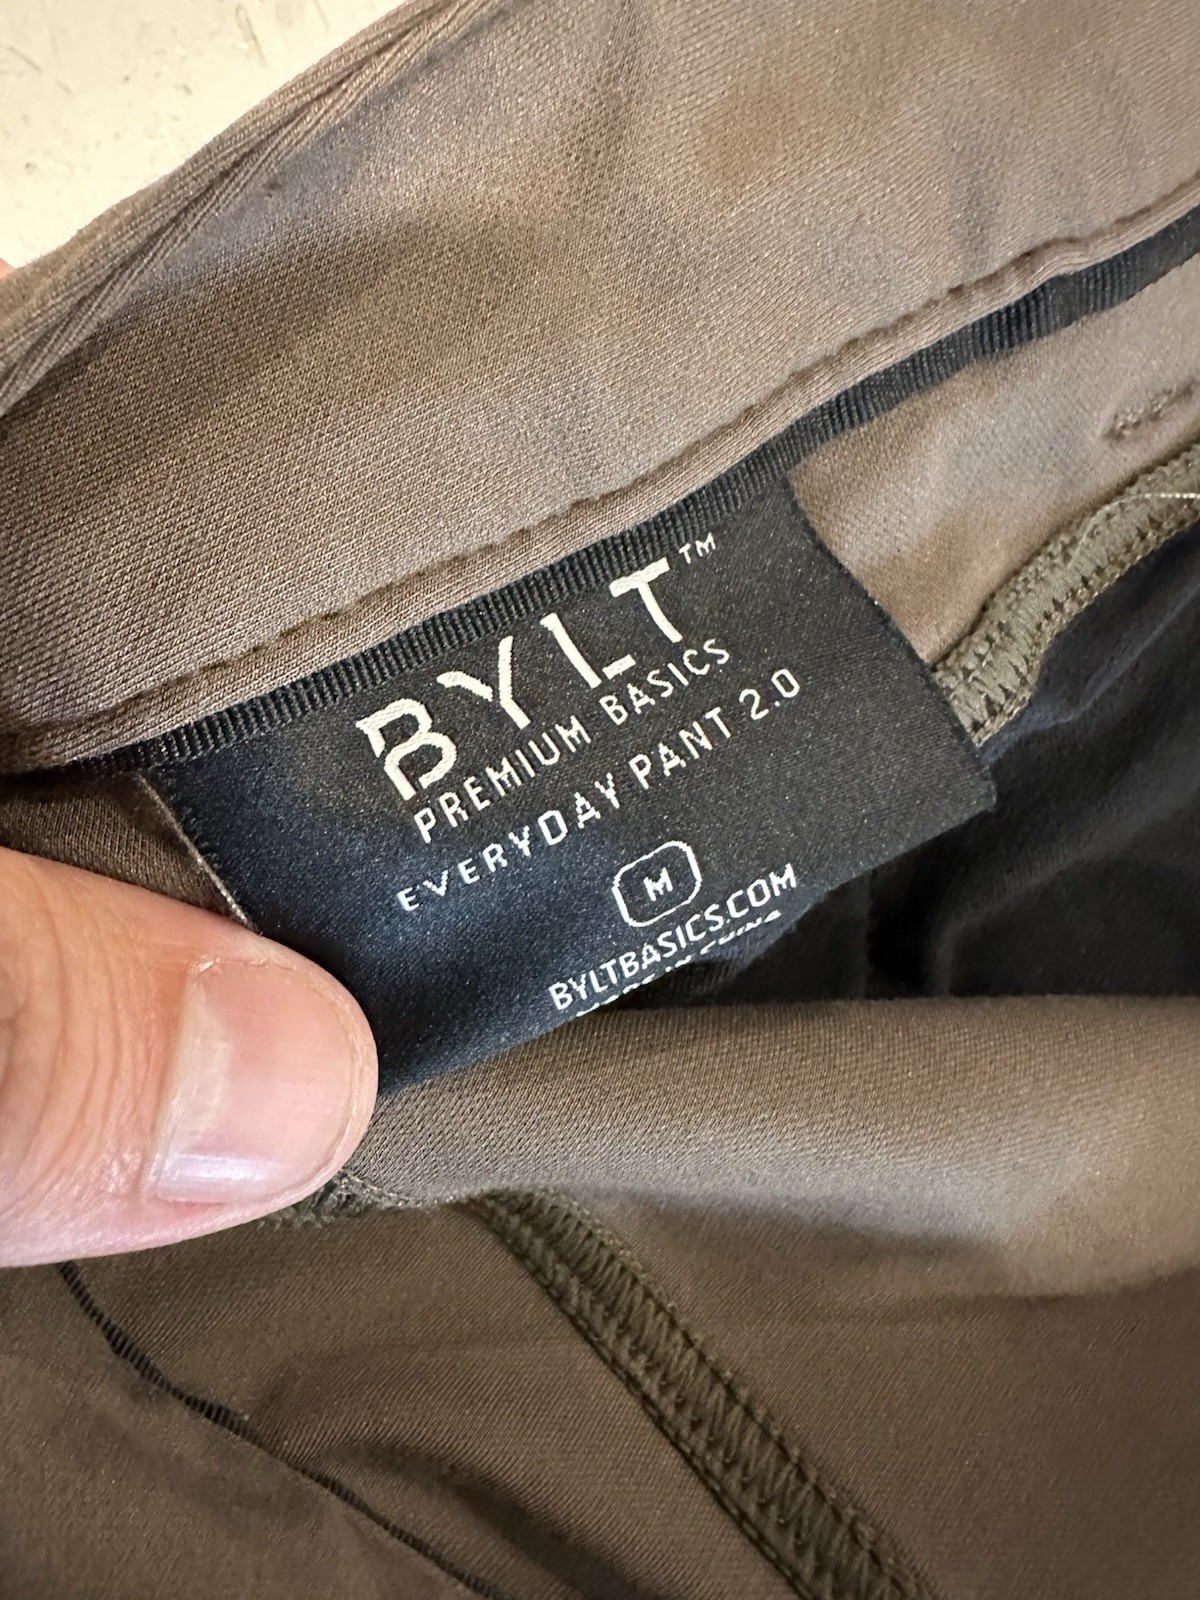 BYLT™
PREMIUM BASICS
EVERYDAY PANT 2.0
M
BYLTBASICS.COM